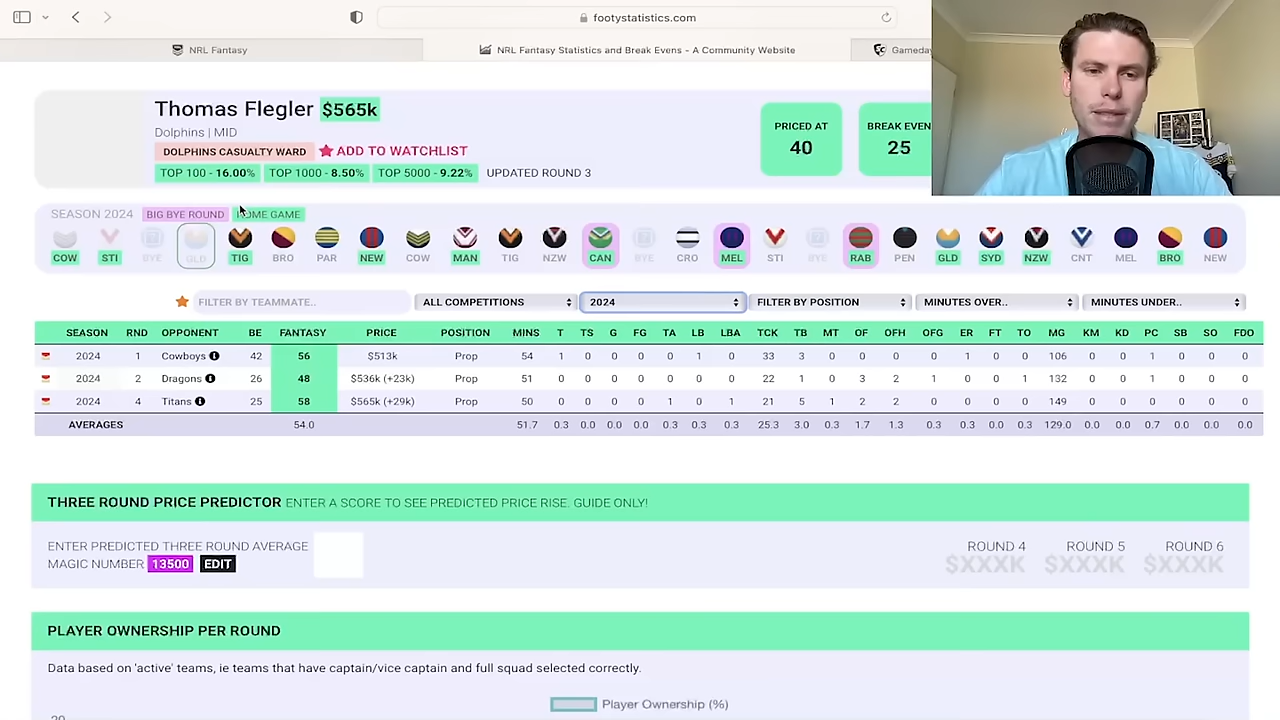 footystatistics.com
NRL Fantasy
NRL Fantasy Statistics and Break Evens - A Community Website
Gameda
Thomas Flegler $565k
Dolphins | MID
DOLPHINS CASUALTY WARD ADD TO WATCHLIST
TOP 100 - 16.00% TOP 1000 - 8.50% TOP 5000 - 9.22% UPDATED ROUND 3
PRICED AT
40
BREAK EVEN
25
SEASON 2024 BIG BYE ROUND HOME GAME
COW STI BYE GLD TIG BRO PAR NEW COW MAN TIG NZW CAN BYE CRO MEL STI BYE RAB PEN GLD SYD NZW CNT MEL BRO NEW
FILTER BY TEAMMATE.. ALL COMPETITIONS 2024 FILTER BY POSITION MINUTES OVER.. MINUTES UNDER..
SEASON RND OPPONENT BE FANTASY PRICE POSITION MINS T TS G FG TA LB LBA TCK TB MT OF OFH OFG ER FT TO MG KM KD PC SB SO FDO
2024 1 Cowboys 42 56 $513k Prop 54 1 0 0 0 0 1 0 33 3 0 0 0 0 1 0 0 106 0 0 1 0 0 0
2024 2 Dragons 26 48 $536k (+23k) Prop 51 0 0 0 0 0 0 0 22 1 0 3 2 1 0 0 1 132 0 0 1 0 0 0
2024 4 Titans 25 58 $565k (+29k) Prop 50 0 0 0 0 1 0 1 21 5 1 2 2 0 0 0 0 149 0 0 0 0 0 0
AVERAGES 54.0 51.7 0.3 0.0 0.0 0.0 0.3 0.3 0.3 25.3 3.0 0.3 1.7 1.3 0.3 0.3 0.0 0.3 129.0 0.0 0.0 0.7 0.0 0.0 0.0
THREE ROUND PRICE PREDICTOR ENTER A SCORE TO SEE PREDICTED PRICE RISE. GUIDE ONLY!
ENTER PREDICTED THREE ROUND AVERAGE
MAGIC NUMBER 13500 EDIT
ROUND 4 ROUND 5 ROUND 6
$XXXK $XXXK $XXXK
PLAYER OWNERSHIP PER ROUND
Data based on 'active' teams, ie teams that have captain/vice captain and full squad selected correctly.
Player Ownership (%)
20